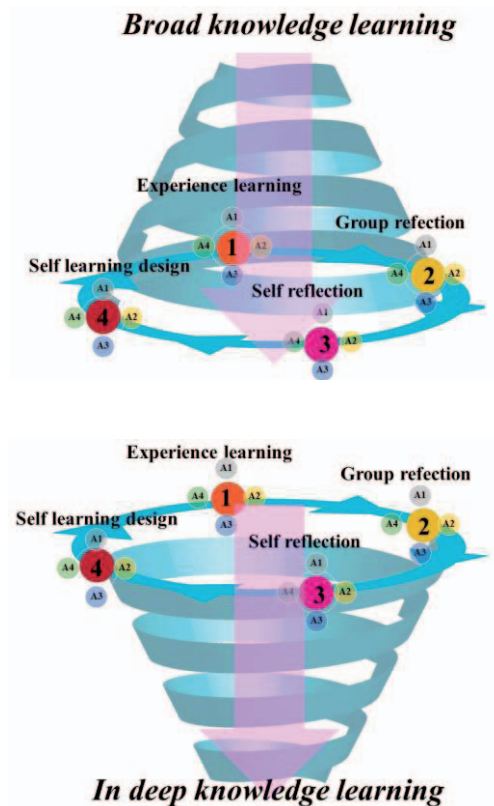 Broad knowledge learning
Experience learning
A1
Group refection
A4 1 A2
A1
Self learning design
A3
Self reflection
A4 2 A2
A1
A3
A1
A4 4 A2
A4 3 A2
A3
A3
Experience learning
A1
Group refection
A4 1 A2
A1
Self learning design
A3
A4 2 A2
Self reflection
A1
A3
A4 4 A2
A1
A3
A4 3 A2
A3
In deep knowledge learning